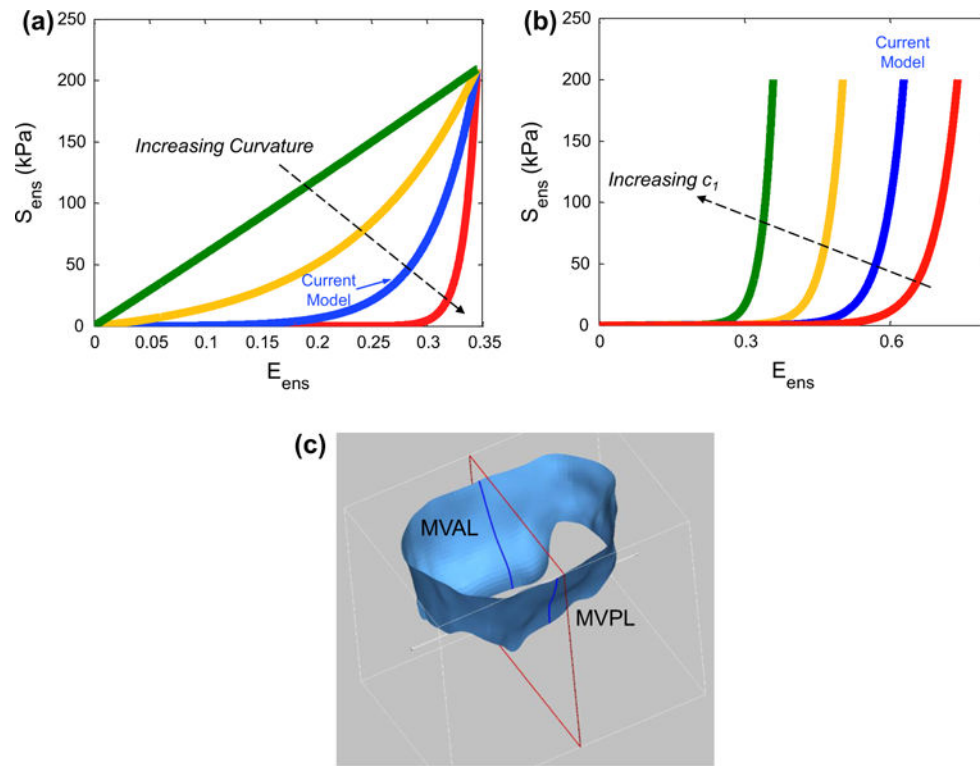 (a)
250
200
150
100
50
0
S_ens (kPa)
Increasing Curvature
Current
Model
0 0.05 0.1 0.15 0.2 0.25 0.3 0.35
E_ens
(b)
250
200
150
100
50
0
S_ens (kPa)
Current
Model
Increasing c_1
0 0.3 0.6
E_ens
(c)
MVAL
MVPL